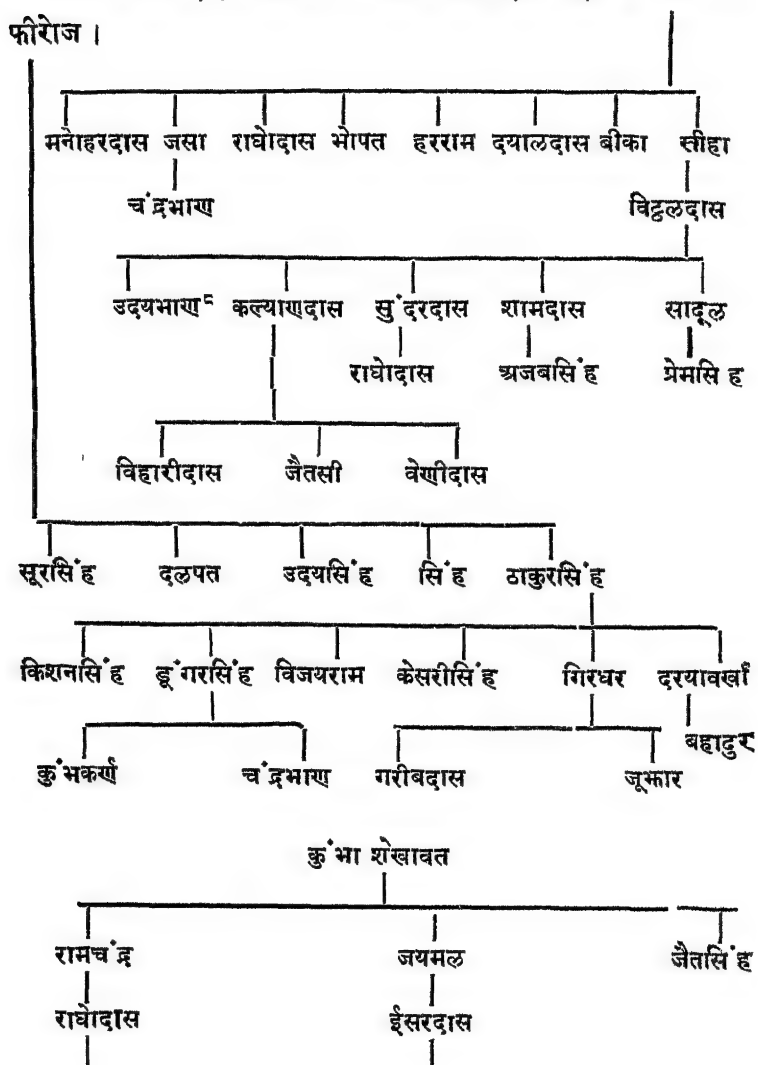 फीरोज ।
मनोहरदास जसा राघोदास भोपत हरराम दयालदास बीका सीहा
चंद्रभाण विट्ठलदास
उदयभाण कल्याणदास सुंदरदास शामदास सादूल
राघोदास अजबसिंह प्रेमसिंह
विहारीदास जैतसी वेणीदास
सूरसिंह दलपत उदयसिंह सिंह ठाकुरसिंह
किशनसिंह डूंगरसिंह विजयराम केसरीसिंह गिरधर दरयावखाँ
बहादुर
कुंभकर्ण चंद्रभाण गरीबदास जूझार
कुंभा शेखावत
रामचंद्र जयमल जैतसिंह
राघोदास ईसरदास